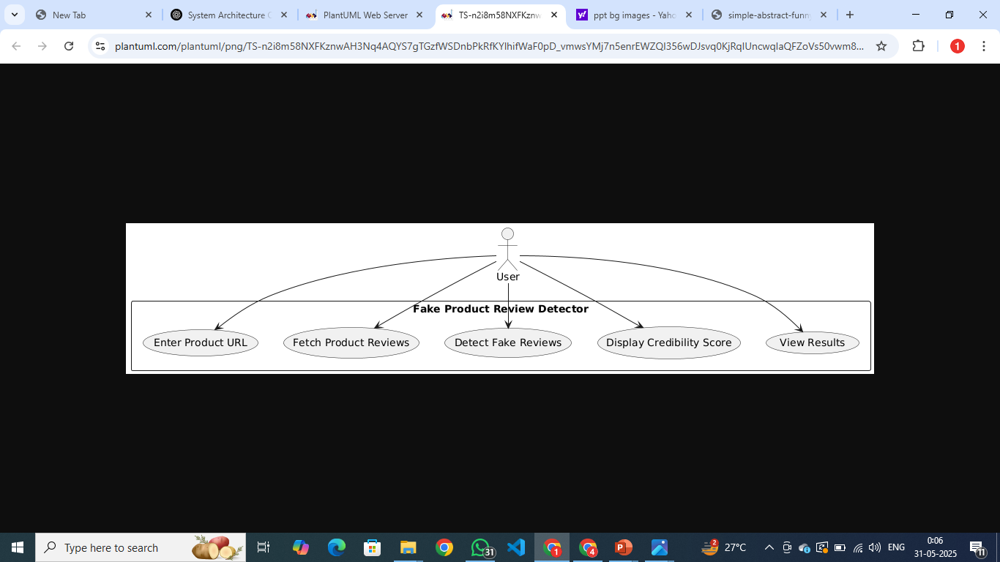 New Tab
System Architecture
PlantUML Web Server
TS-n2i8m58NXFKznw
ppt bg images - Yaho
simple-abstract-funny
plantuml.com/plantuml/png/TS-n2i8m58NXFKznwAH3Nq4AQYS7gTGzfWSDnbPkRfKYIhifWaF0pD_vmwsYMj7n5enrEWZQI356wDJsvq0KjRqIUncwqIaQFZoVs50vwm8...
1
User
Fake Product Review Detector
Enter Product URL
Fetch Product Reviews
Detect Fake Reviews
Display Credibility Score
View Results
Type here to search
31
1
4
2
27°C
ENG
0:06
31-05-2025
11